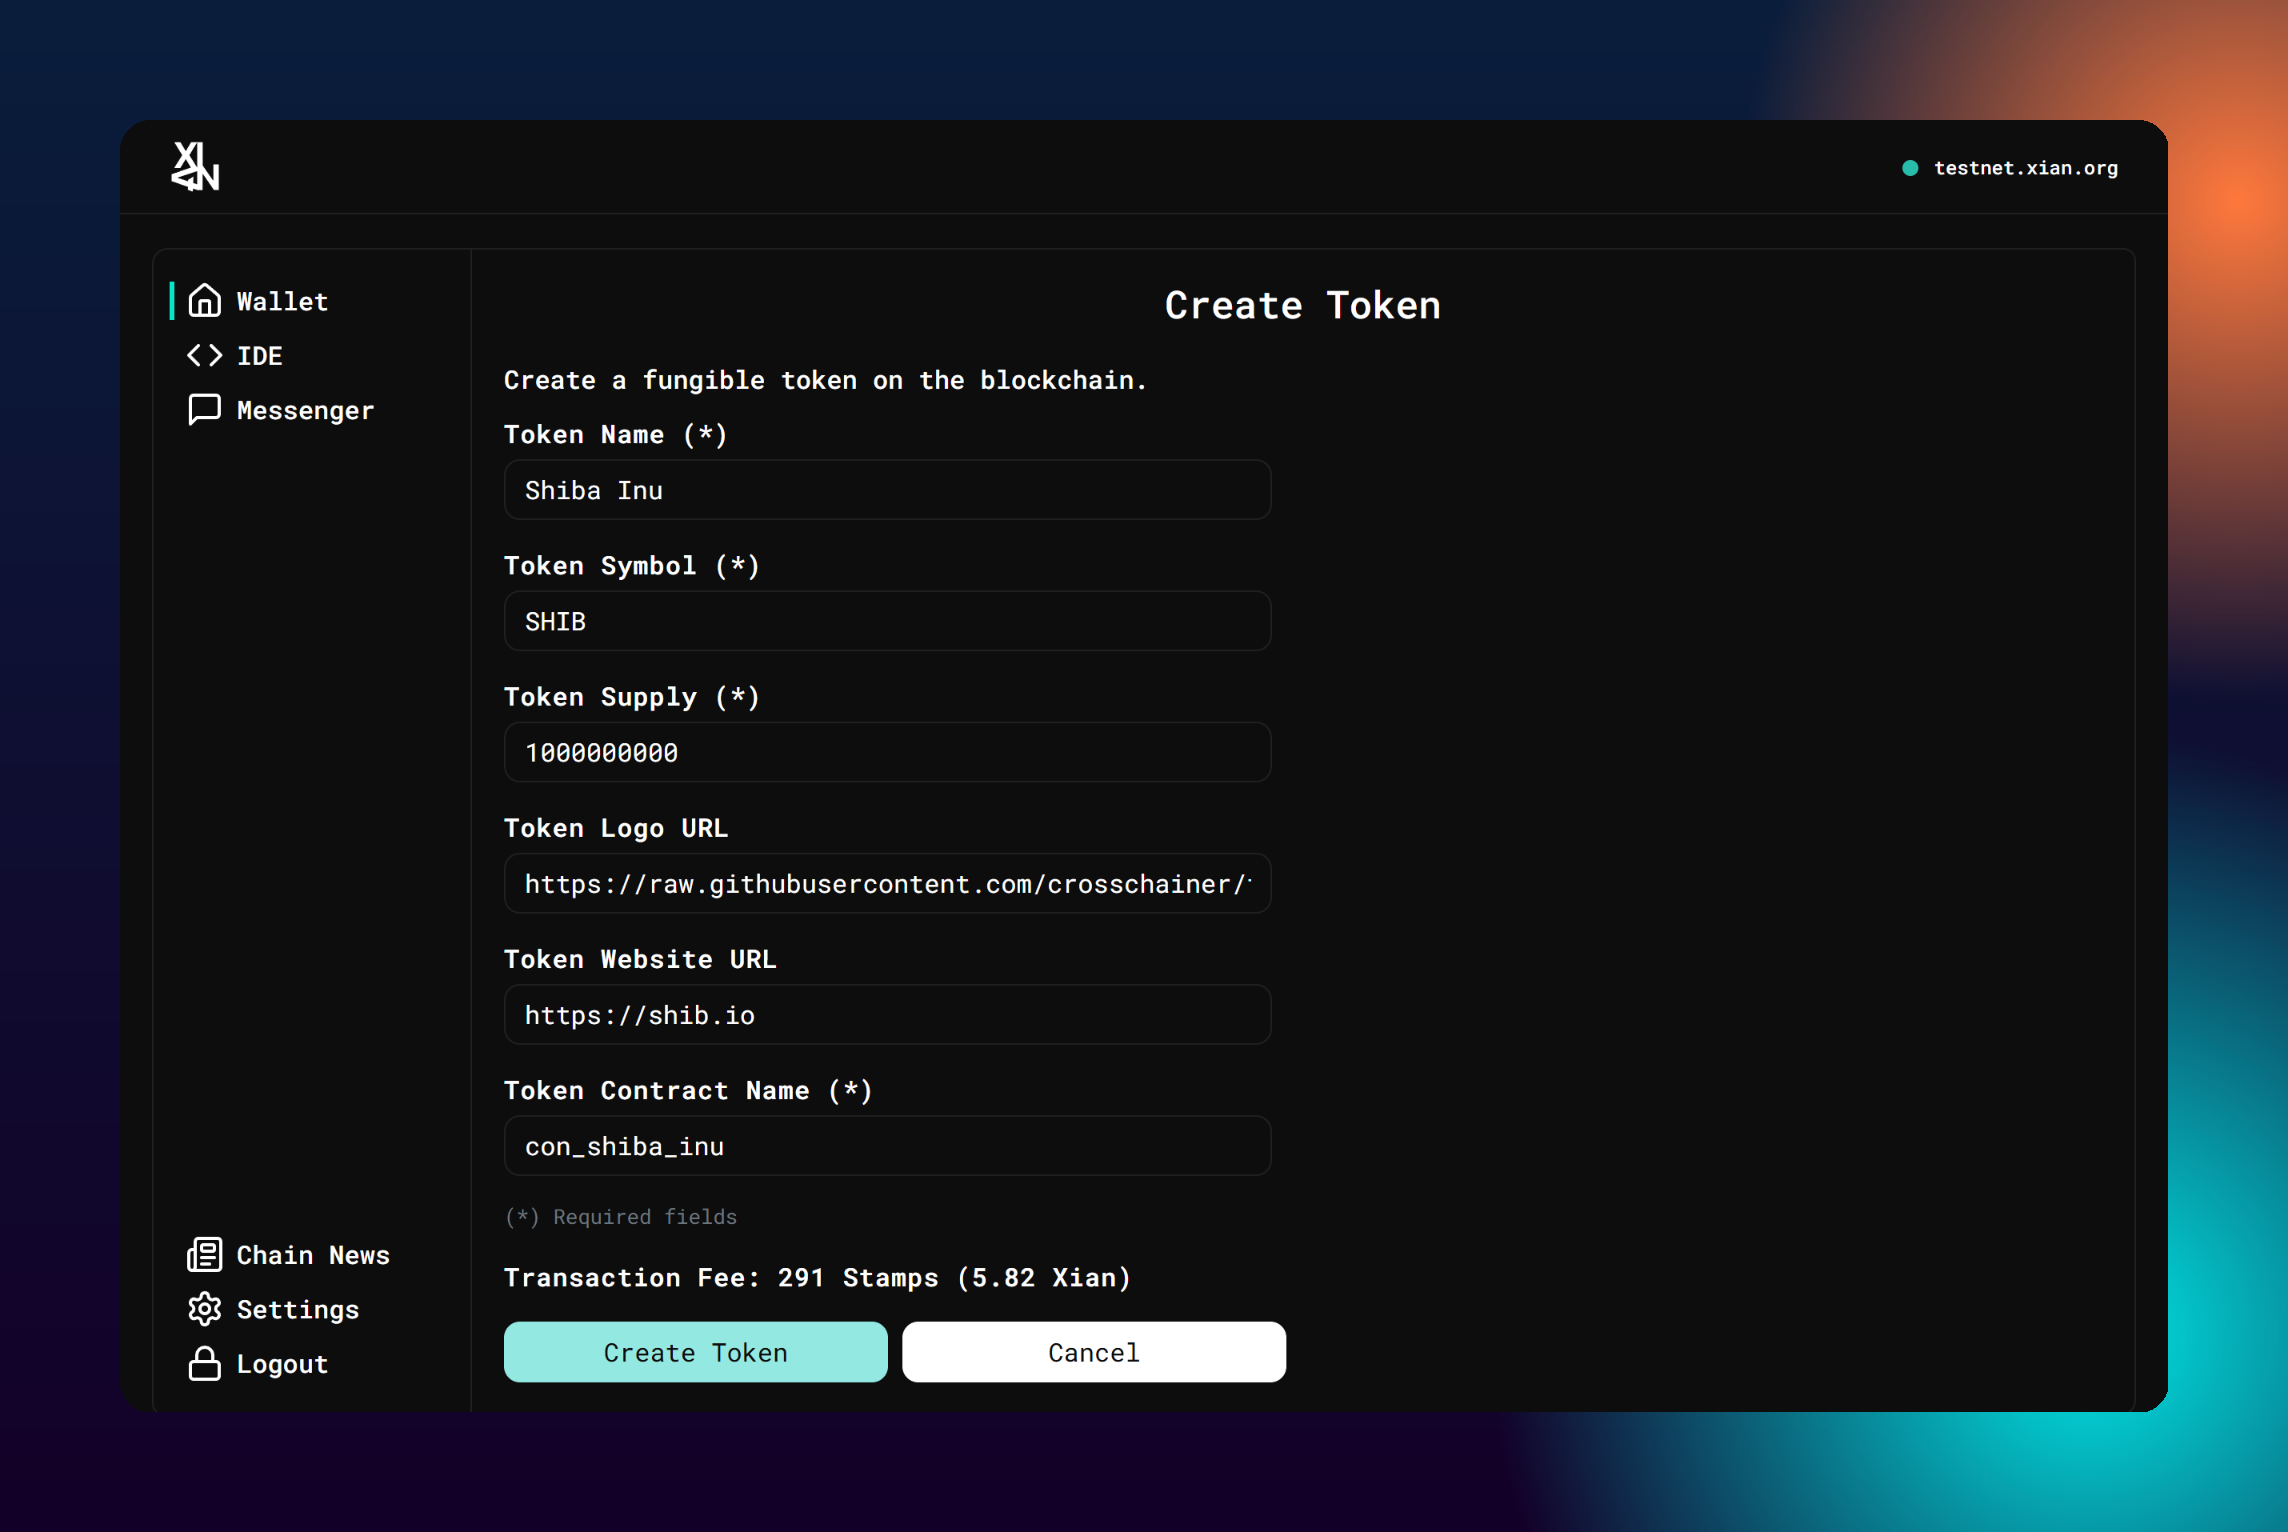 XIAN
testnet.xian.org
Wallet
IDE
Messenger
Create Token
Create a fungible token on the blockchain.
Token Name (*)
Shiba Inu
Token Symbol (*)
SHIB
Token Supply (*)
1000000000
Token Logo URL
https://raw.githubusercontent.com/crosschainer/
Token Website URL
https://shib.io
Token Contract Name (*)
con_shiba_inu
(*) Required fields
Transaction Fee: 291 Stamps (5.82 Xian)
Create Token
Cancel
Chain News
Settings
Logout